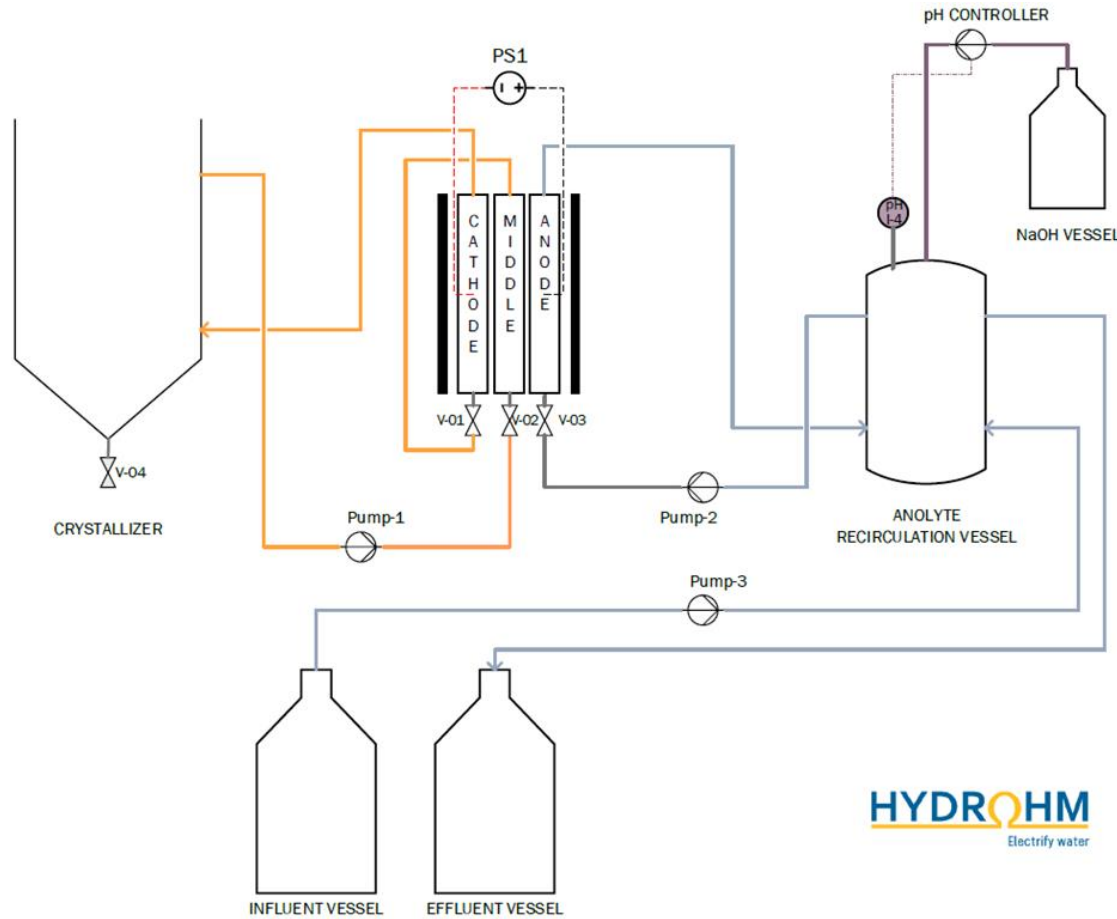 pH CONTROLLER
PS1
NaOH VESSEL
pH
I-4
CATHODE
MIDDLE
ANODE
V-01
V-02
V-03
V-04
CRYSTALLIZER
Pump-1
Pump-2
ANOLYTE
RECIRCULATION VESSEL
Pump-3
INFLUENT VESSEL
EFFLUENT VESSEL
HYDROHM
Electrify water